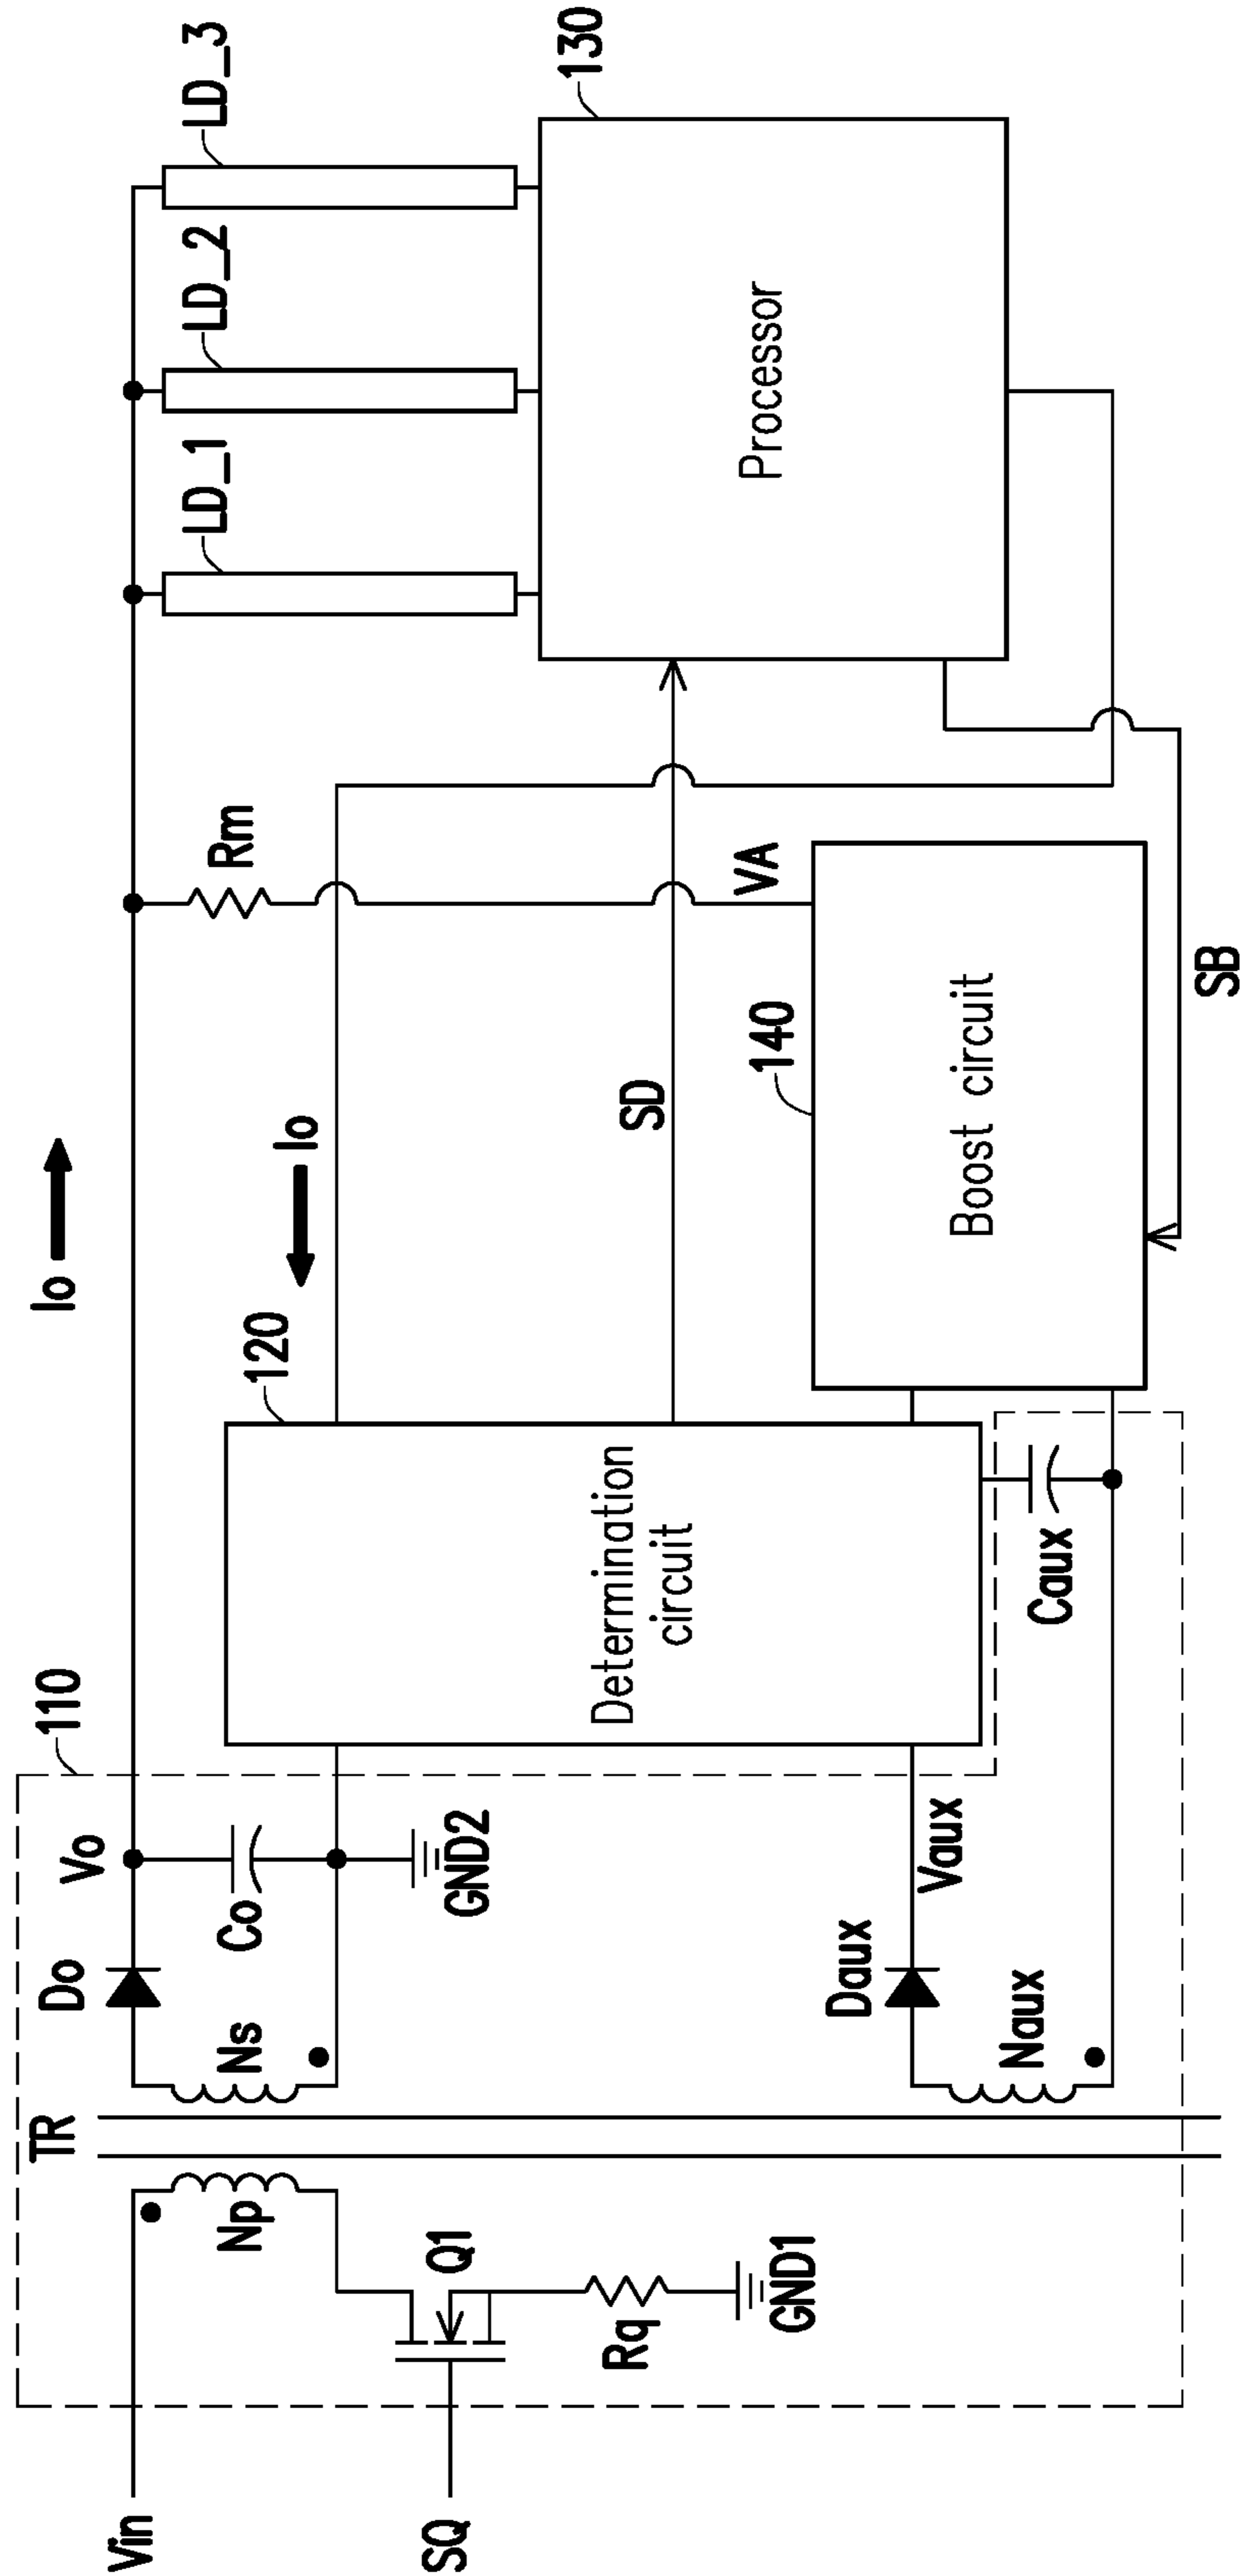 Io
110
TR
Do
Vo
Vin
Np
Ns
Co
Io
120
Rm
LD_1
LD_2
LD_3
SQ
Q1
GND2
Rq
GND1
Determination
circuit
SD
Processor
130
Daux
Vaux
140
VA
Naux
Caux
Boost circuit
SB